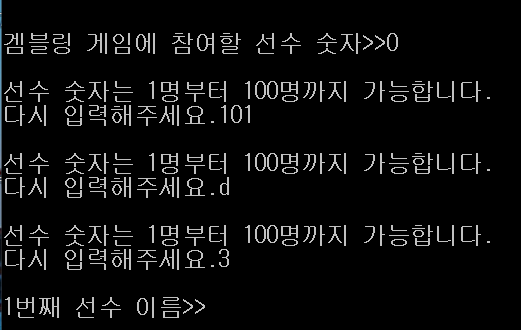 겜블링 게임에 참여할 선수 숫자>>0
선수 숫자는 1명부터 100명까지 가능합니다.
다시 입력해주세요.101
선수 숫자는 1명부터 100명까지 가능합니다.
다시 입력해주세요.d
선수 숫자는 1명부터 100명까지 가능합니다.
다시 입력해주세요.3
1번째 선수 이름>>